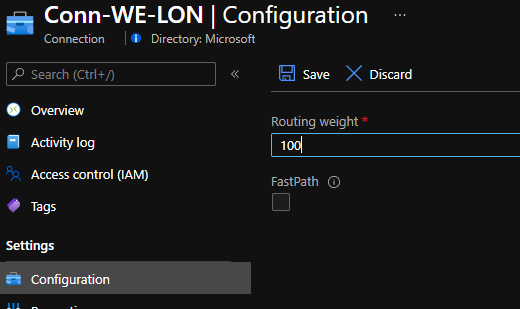 Conn-WE-LON | Configuration ...
Connection | Directory: Microsoft
Search (Ctrl+/) «
Save Discard
Overview
Activity log
Access control (IAM)
Tags
Settings
Configuration
Routing weight *
100
FastPath